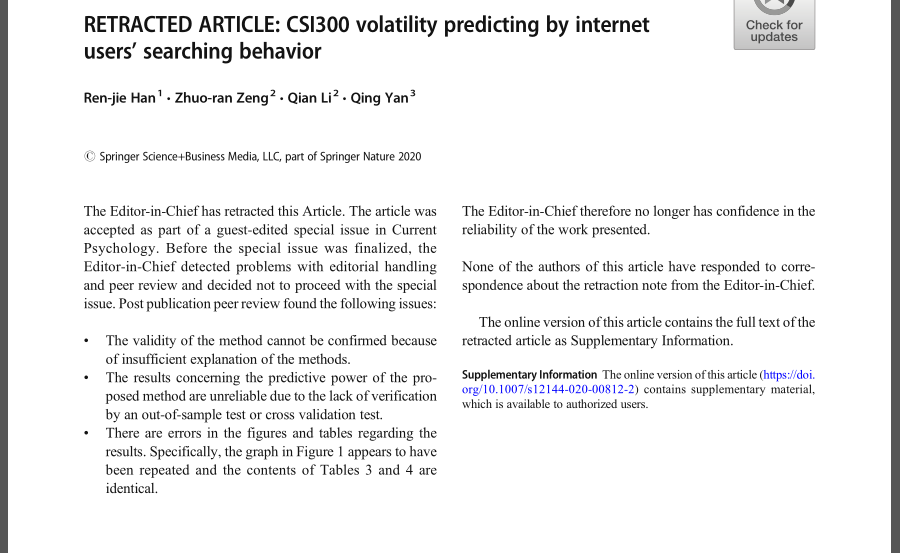 RETRACTED ARTICLE: CSI300 volatility predicting by internet
users’ searching behavior
Check for
updates
Ren-jie Han 1 · Zhuo-ran Zeng 2 · Qian Li 2 · Qing Yan 3
© Springer Science+Business Media, LLC, part of Springer Nature 2020
The Editor-in-Chief has retracted this Article. The article was
accepted as part of a guest-edited special issue in Current
Psychology. Before the special issue was finalized, the
Editor-in-Chief detected problems with editorial handling
and peer review and decided not to proceed with the special
issue. Post publication peer review found the following issues:
• The validity of the method cannot be confirmed because
of insufficient explanation of the methods.
• The results concerning the predictive power of the pro-
posed method are unreliable due to the lack of verification
by an out-of-sample test or cross validation test.
• There are errors in the figures and tables regarding the
results. Specifically, the graph in Figure 1 appears to have
been repeated and the contents of Tables 3 and 4 are
identical.
The Editor-in-Chief therefore no longer has confidence in the
reliability of the work presented.
None of the authors of this article have responded to corre-
spondence about the retraction note from the Editor-in-Chief.
The online version of this article contains the full text of the
retracted article as Supplementary Information.
Supplementary Information The online version of this article (https://doi.
org/10.1007/s12144-020-00812-2) contains supplementary material,
which is available to authorized users.